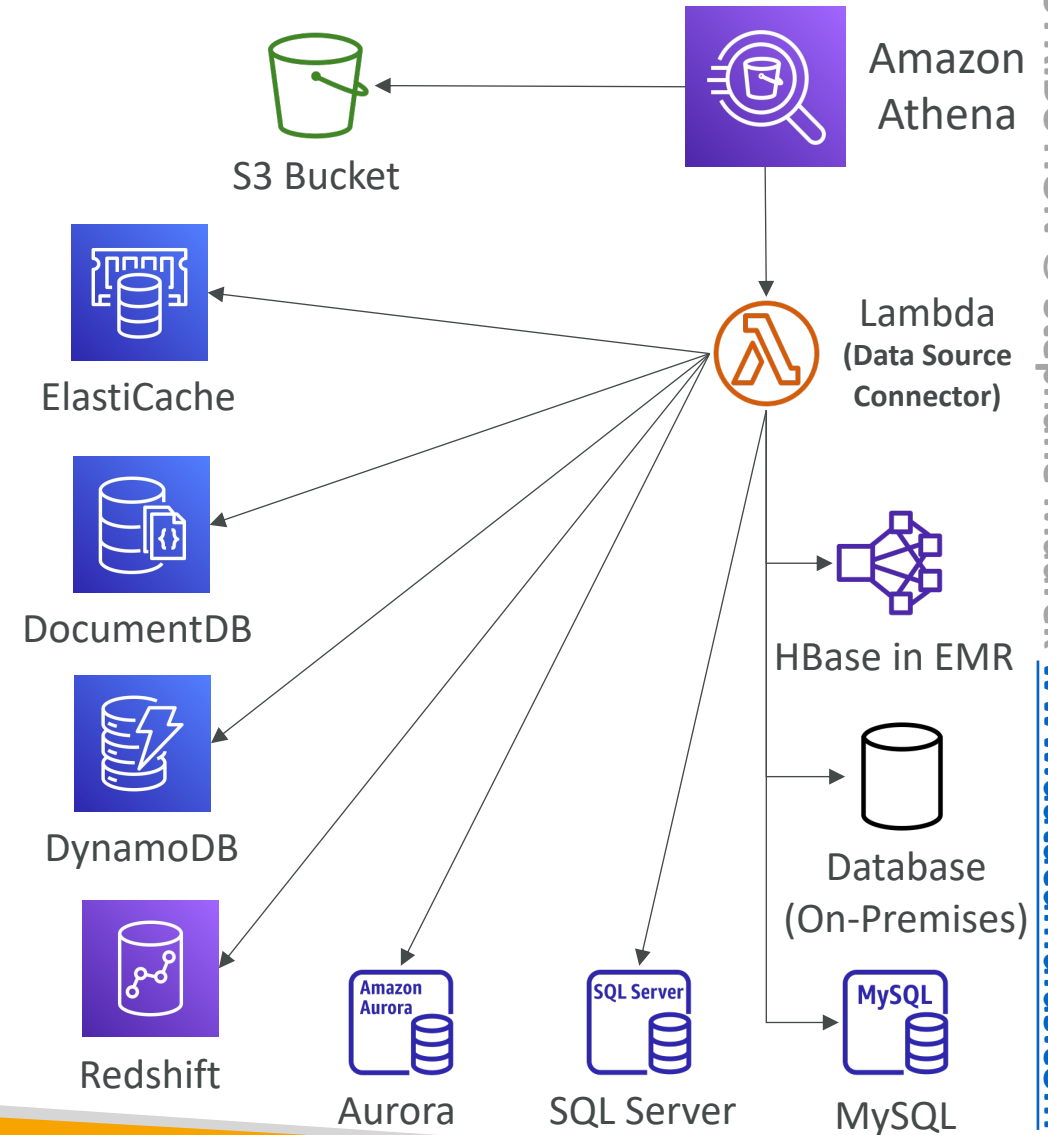 Amazon
Athena
S3 Bucket
Lambda
(Data Source
Connector)
ElastiCache
DocumentDB
HBase in EMR
DynamoDB
Database
(On-Premises)
Amazon
Aurora
SQL Server
MySQL
Redshift
Aurora
SQL Server
MySQL